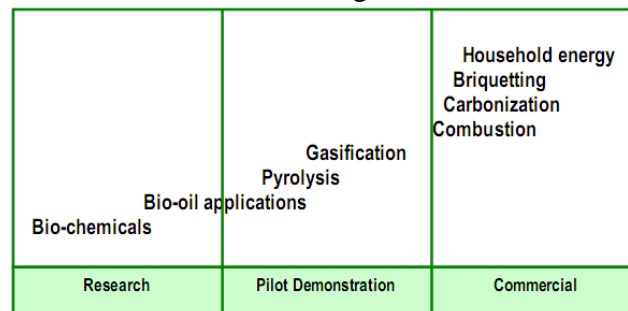 Household energy
Briquetting
Carbonization
Combustion
Gasification
Pyrolysis
Bio-oil applications
Bio-chemicals
Research
Pilot Demonstration
Commercial